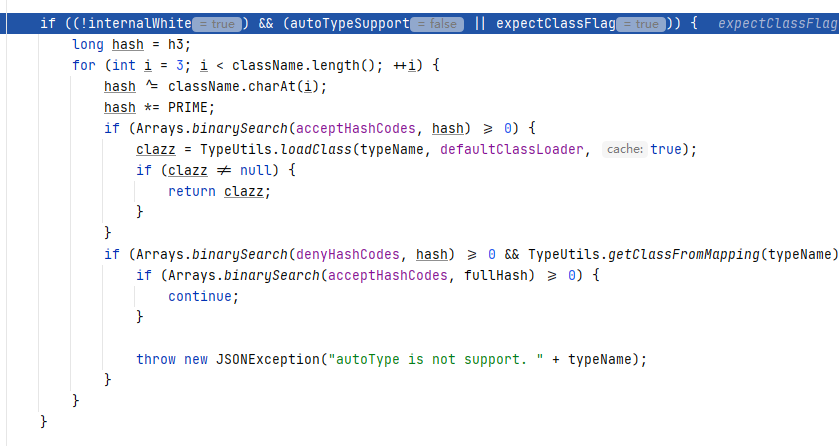 if ((!internalWhite = true ) && (autoTypeSupport = false || expectClassFlag = true )) {   expectClassFlag
long hash = h3;
for (int i = 3; i < className.length(); ++i) {
hash ^= className.charAt(i);
hash *= PRIME;
if (Arrays.binarySearch(acceptHashCodes, hash) >= 0) {
clazz = TypeUtils.loadClass(typeName, defaultClassLoader, cache: true);
if (clazz != null) {
return clazz;
}
}
if (Arrays.binarySearch(denyHashCodes, hash) >= 0 && TypeUtils.getClassFromMapping(typeName)
if (Arrays.binarySearch(acceptHashCodes, fullHash) >= 0) {
continue;
}
throw new JSONException("autoType is not support. " + typeName);
}
}
}